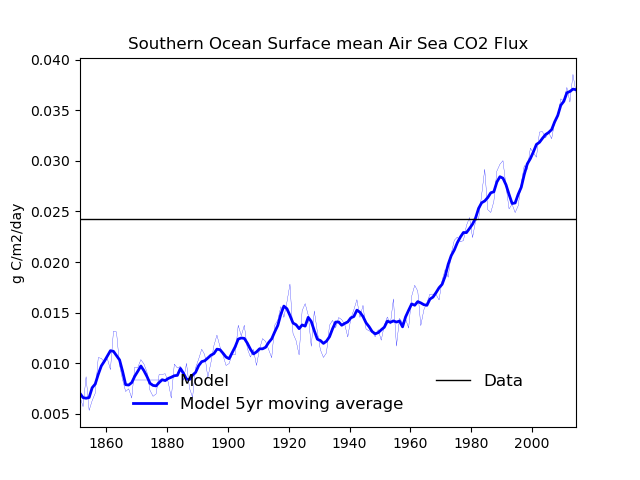 Southern Ocean Surface mean Air Sea CO2 Flux
g C/m2/day
0.040
0.035
0.030
0.025
0.020
0.015
0.010
0.005
Model
Model 5yr moving average
Data
1860 1880 1900 1920 1940 1960 1980 2000